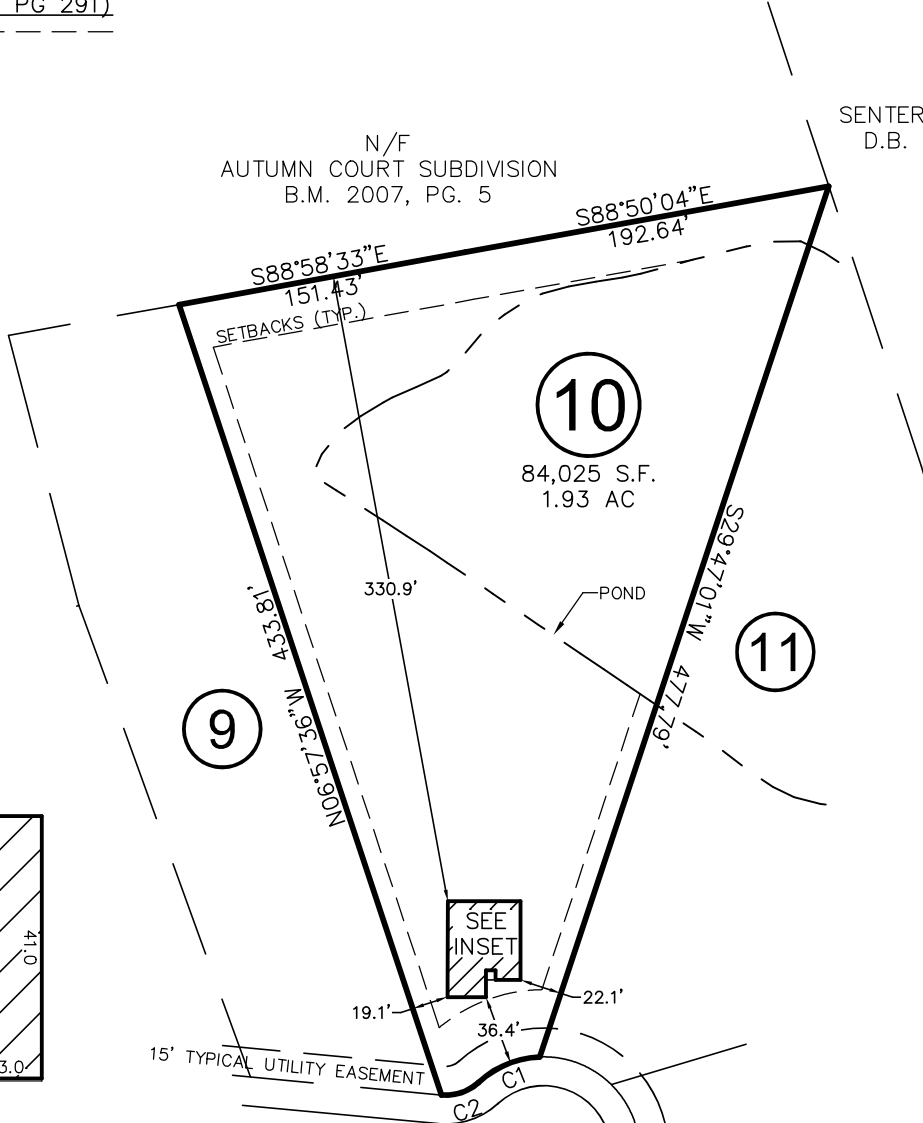 PG 291)
SENTER
D.B.
N/F
AUTUMN COURT SUBDIVISION
B.M. 2007, PG. 5
S88°50'04"E
192.64'
S88°58'33"E
151.43'
SETBACKS (TYP.)
10
84,025 S.F.
1.93 AC
S29°47'01"W 477.79'
330.9'
POND
N06°57'36"W 433.81'
11
9
SEE
INSET
41.0
3.0
19.1'
22.1'
36.4'
15' TYPICAL UTILITY EASEMENT
C1
C2